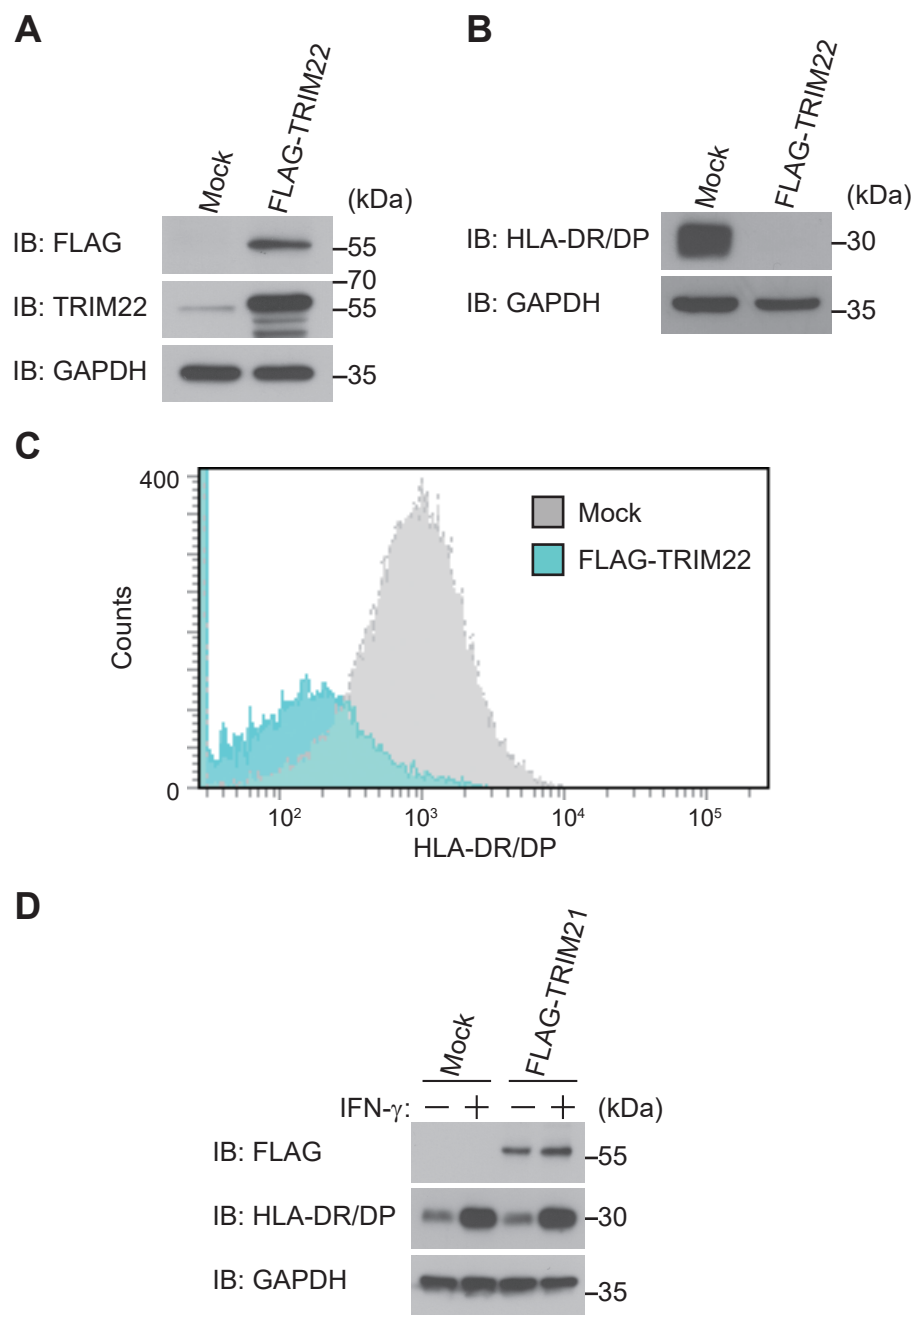 A
Mock
FLAG-TRIM22
(kDa)
IB: FLAG
55
70
IB: TRIM22
55
IB: GAPDH
35
B
Mock
FLAG-TRIM22
(kDa)
IB: HLA-DR/DP
30
IB: GAPDH
35
C
400
Mock
FLAG-TRIM22
Counts
0
10²
10³
10⁴
10⁵
HLA-DR/DP
D
Mock
FLAG-TRIM21
IFN-γ: − + − + (kDa)
IB: FLAG
55
IB: HLA-DR/DP
30
IB: GAPDH
35